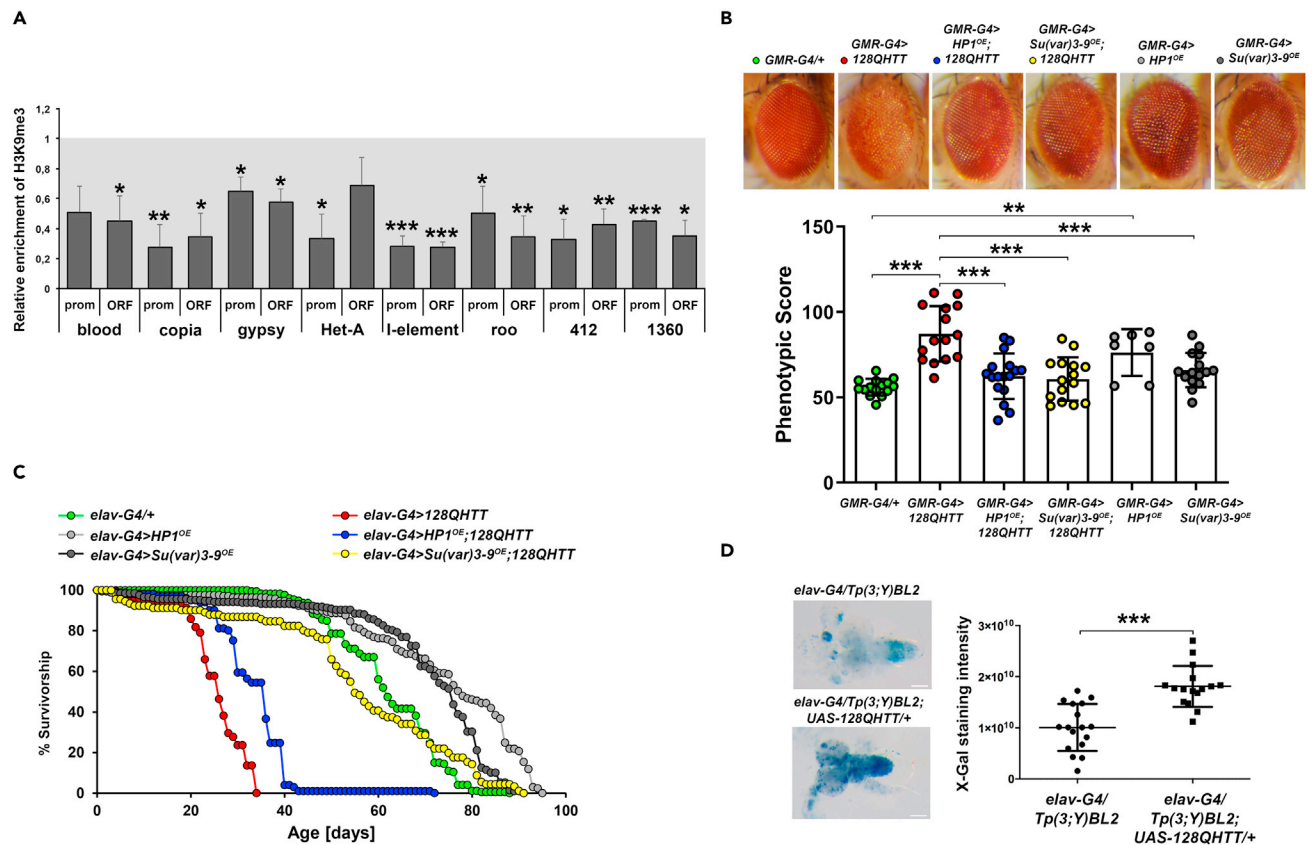 A
Relative enrichment of H3K9me3
1,2
1
0,8
0,6
0,4
0,2
0
*
**
*
*
*
*
***
***
*
**
*
**
***
*
prom ORF prom ORF prom ORF prom ORF prom ORF prom ORF prom ORF prom ORF
blood copia gypsy Het-A I-element roo 412 1360
B
GMR-G4/+
GMR-G4>
128QHTT
GMR-G4>
HP1OE;
128QHTT
GMR-G4>
Su(var)3-9OE;
128QHTT
GMR-G4>
HP1OE
GMR-G4>
Su(var)3-9OE
Phenotypic Score
150
100
50
0
**
***
***
***
***
GMR-G4/+
GMR-G4>
128QHTT
GMR-G4>
HP1OE;
128QHTT
GMR-G4>
Su(var)3-9OE;
128QHTT
GMR-G4>
HP1OE
GMR-G4>
Su(var)3-9OE
C
elav-G4/+
elav-G4>HP1OE
elav-G4>Su(var)3-9OE
elav-G4>128QHTT
elav-G4>HP1OE;128QHTT
elav-G4>Su(var)3-9OE;128QHTT
% Survivorship
100
80
60
40
20
0
0 20 40 60 80 100
Age [days]
D
elav-G4/Tp(3;Y)BL2
elav-G4/Tp(3;Y)BL2;
UAS-128QHTT/+
X-Gal staining intensity
3×1010
2×1010
1×1010
0
***
elav-G4/
Tp(3;Y)BL2
elav-G4/
Tp(3;Y)BL2;
UAS-128QHTT/+